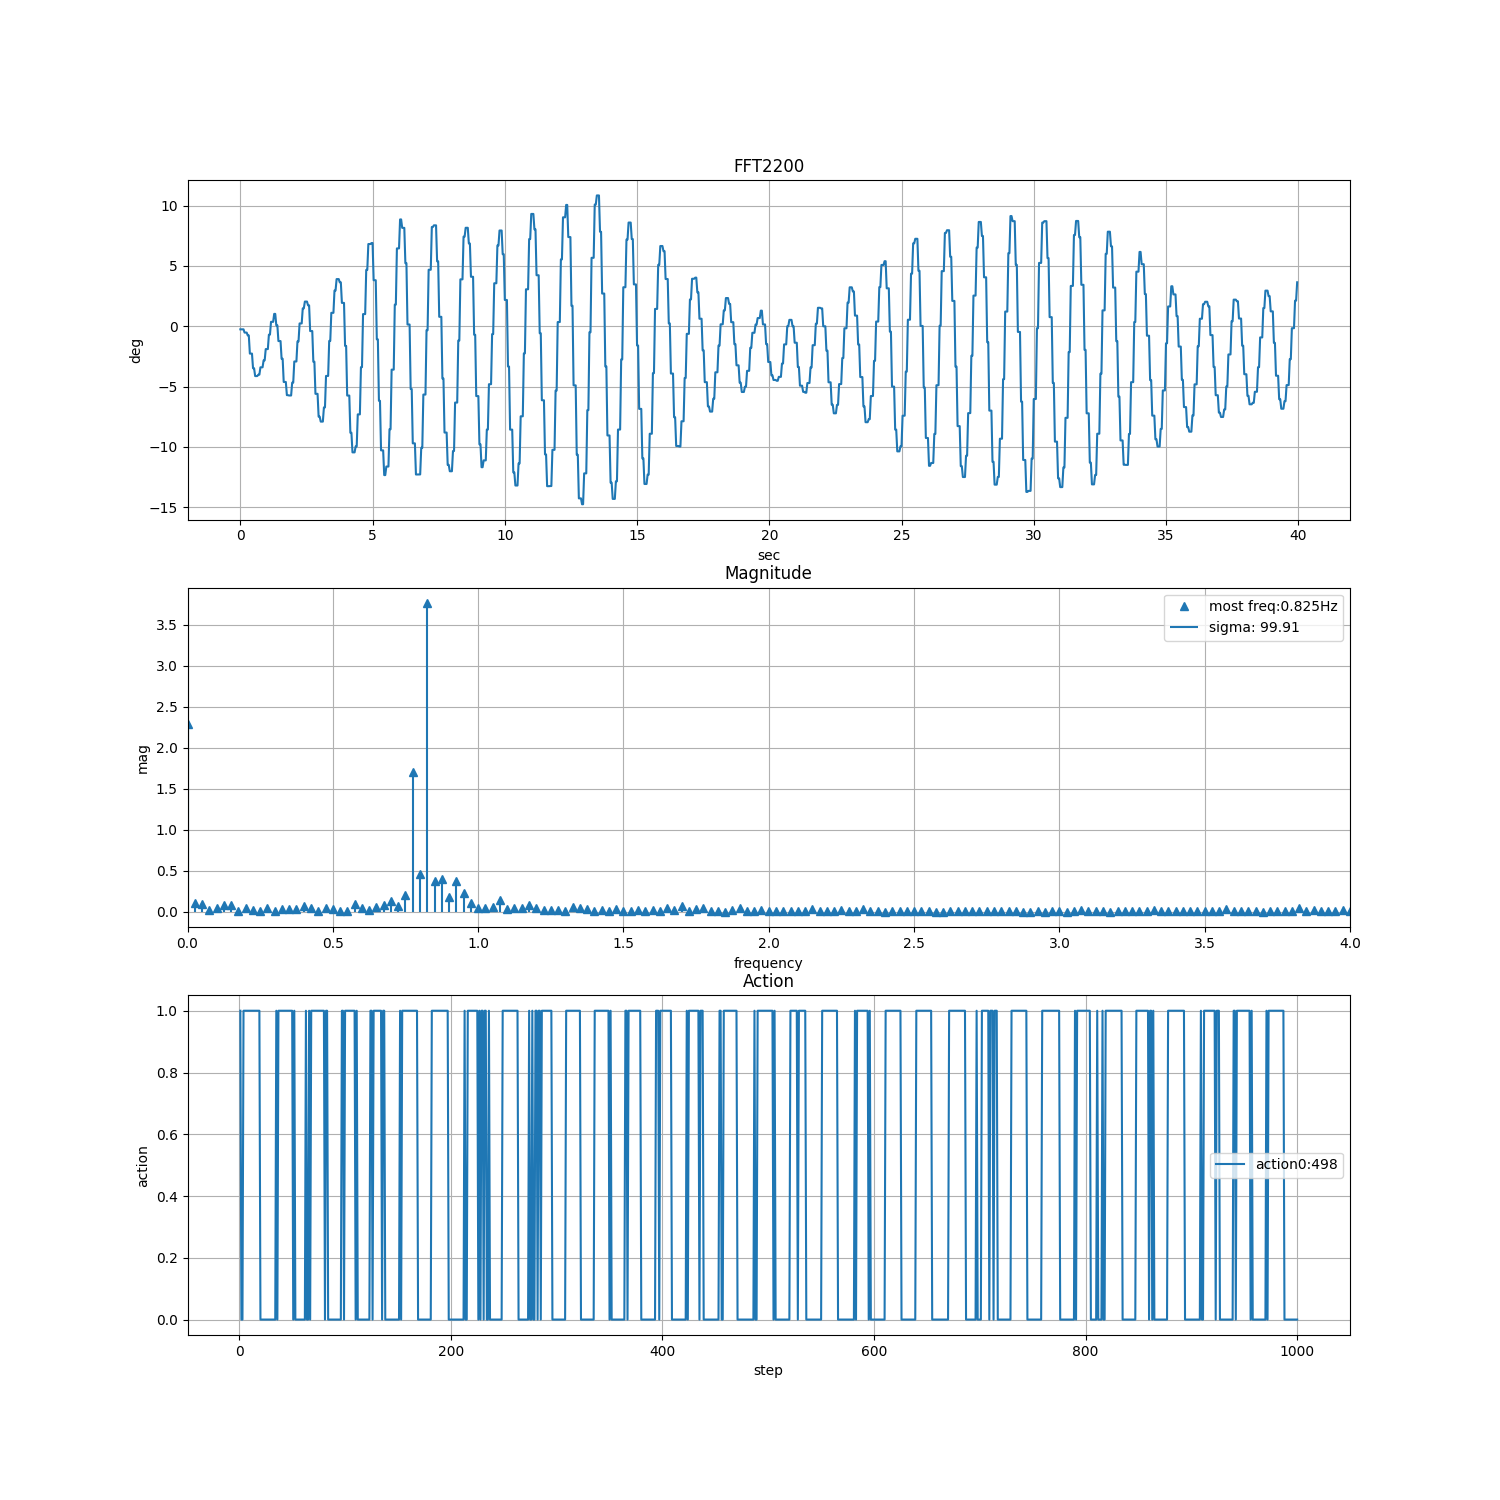 FFT2200
10
5
0
−5
−10
−15
deg
0 5 10 15 20 25 30 35 40
sec
Magnitude
most freq:0.825Hz
sigma: 99.91
3.5
3.0
2.5
2.0
1.5
1.0
0.5
0.0
mag
0.0 0.5 1.0 1.5 2.0 2.5 3.0 3.5 4.0
frequency
Action
1.0
0.8
0.6
0.4
0.2
0.0
action
action0:498
0 200 400 600 800 1000
step